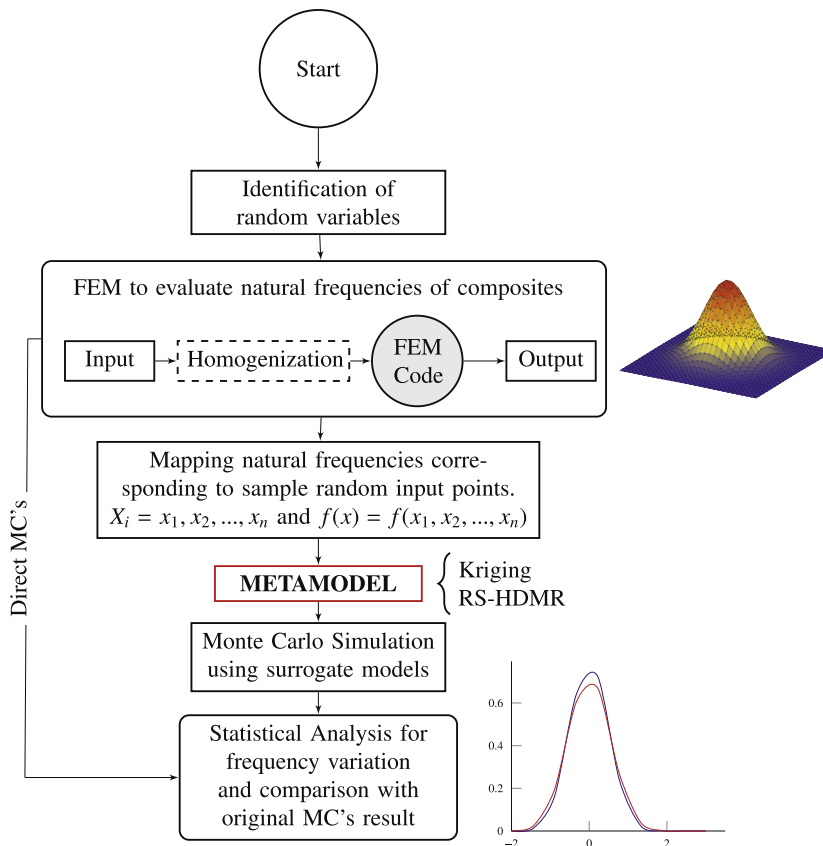 Start
Identification of
random variables
FEM to evaluate natural frequencies of composites
Input
Homogenization
FEM
Code
Output
Mapping natural frequencies corre-
sponding to sample random input points.
X_i = x_1, x_2, ..., x_n and f(x) = f(x_1, x_2, ..., x_n)
Direct MC's
METAMODEL
Kriging
RS-HDMR
Monte Carlo Simulation
using surrogate models
Statistical Analysis for
frequency variation
and comparison with
original MC's result
0.6
0.4
0.2
0
−2
0
2